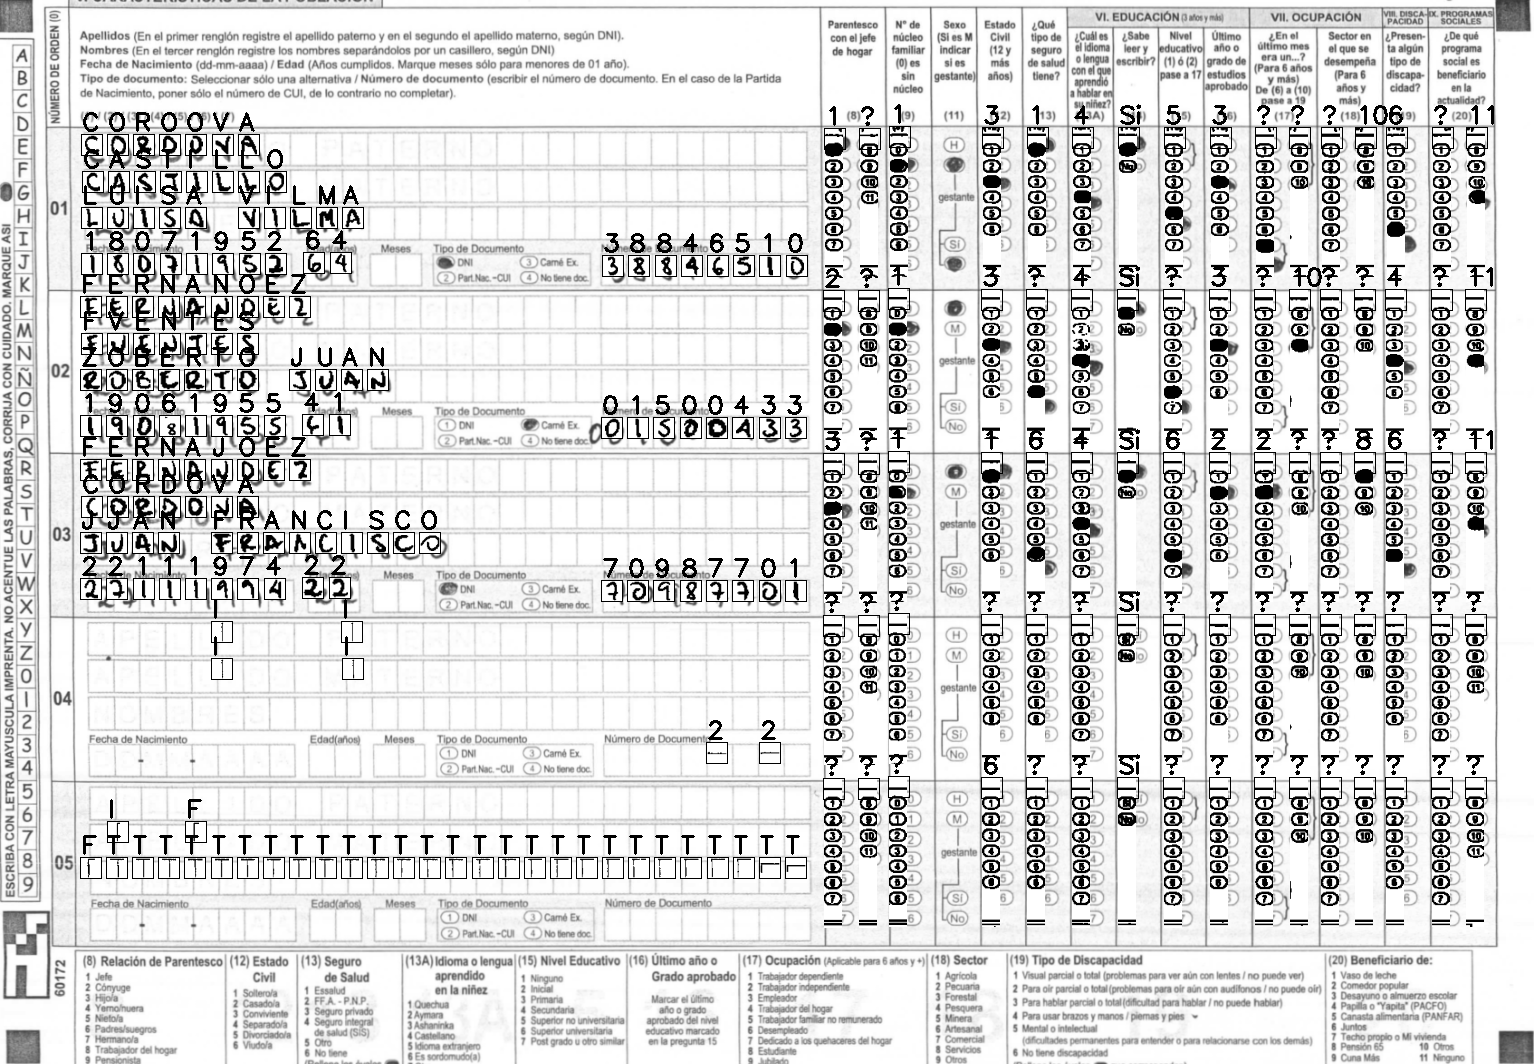 Apellidos (En el primer renglón registre el apellido paterno y en el segundo el apellido materno, según DNI).
Nombres (En el tercer renglón registre los nombres separándolos por un casillero, según DNI)
Fecha de Nacimiento (dd-mm-aaaa) / Edad (Años cumplidos. Marque meses sólo para menores de 01 año).
Tipo de documento: Seleccionar sólo una alternativa / Número de documento (escribir el número de documento. En el caso de la Partida
de Nacimiento, poner sólo el número de CUI, de lo contrario no completar).
NÚMERO DE ORDEN (0)
Parentesco con el jefe de hogar
N° de núcleo familiar (0) es sin núcleo
Sexo (Si es M indicar si es gestante)
Estado Civil (12 y más años)
¿Qué tipo de seguro de salud tiene?
VI. EDUCACIÓN (3 años y más)
¿Cuál es el idioma o lengua con el que aprendió a hablar en su niñez?
¿Sabe leer y escribir?
Nivel educativo (1) ó (2) pase a 17
Último año o grado de estudios aprobado
VII. OCUPACIÓN
¿En el último mes era un...? (Para 6 años y más) De (6) a (10) pase a 19
Sector en el que se desempeña (Para 6 años y más)
VIII. DISCAPACIDAD
¿Presenta algún tipo de discapacidad?
IX. PROGRAMAS SOCIALES
¿De qué programa social es beneficiario en la actualidad?
1 ? 1 3 1 4 Si 5 3 ? ? ? 106 ? 11
COROOVA
CORDOVA
CASTILLO
CASTILLO
01
LUISA VILMA
LUISA VILMA
18071952 64 38846510
Meses Tipo de Documento
18071952 64 DNI 3 Carné Ex. 38846510
2 Part.Nac.-CUI 4 No tiene doc.
2 ? 1 3 ? 4 Si ? 3 ? 10? ? 4 ? 11
FERNANOEZ
FERNANDEZ
FVENTES
FUENTES
02
ZOBERTO JUAN
ROBERTO JUAN
19061955 41 01500433
Meses Tipo de Documento
19081955 41 1 DNI Carné Ex. 01500433
2 Part.Nac.-CUI 4 No tiene doc.
3 ? 1 1 6 4 Si 6 2 2 ? ? 8 6 ? 11
FERNAJOEZ
FERNANDEZ
CORDOVA
CORDOVA
03
JJAN FRANCISCO
JUAN FRANCISCO
22111974 22 70987701
Meses Tipo de Documento
27111994 22 DNI 3 Carné Ex. 70987701
2 Part.Nac.-CUI 4 No tiene doc.
? ? ? ? ? ? Si ? ? ? ? ? ? ? ? ?
04
2 2
Fecha de Nacimiento Edad(años) Meses Tipo de Documento Número de Documento
1 DNI 3 Carné Ex.
2 Part.Nac.-CUI 4 No tiene doc.
? ? ? 6 ? ? Si ? ? ? ? ? ? ? ? ?
I F
F T T T T T T T T T T T T T T T T T T T T T T T T T T T
05
Fecha de Nacimiento Edad(años) Meses Tipo de Documento Número de Documento
1 DNI 3 Carné Ex.
2 Part.Nac.-CUI 4 No tiene doc.
A B C D E F G H I J K L M N Ñ O P Q R S T U V W X Y Z 0 1 2 3 4 5 6 7 8 9
ESCRIBA CON LETRA MAYUSCULA IMPRENTA. NO ACENTUE LAS PALABRAS, CORRIJA CON CUIDADO. MARQUE ASI
60172
(8) Relación de Parentesco
1 Jefe
2 Cónyuge
3 Hijo/a
4 Yerno/nuera
5 Nieto/a
6 Padres/suegros
7 Hermano/a
8 Trabajador del hogar
9 Pensionista
(12) Estado Civil
1 Soltero/a
2 Casado/a
3 Conviviente
4 Separado/a
5 Divorciado/a
6 Viudo/a
(13) Seguro de Salud
1 Essalud
2 FF.A. - P.N.P.
3 Seguro privado
4 Seguro integral de salud (SIS)
5 Otro
6 No tiene
(13A) Idioma o lengua aprendido en la niñez
1 Quechua
2 Aymara
3 Ashaninka
4 Castellano
5 Idioma extranjero
6 Es sordomudo(a)
(15) Nivel Educativo
1 Ninguno
2 Inicial
3 Primaria
4 Secundaria
5 Superior no universitaria
6 Superior universitaria
7 Post grado u otro similar
(16) Último año o Grado aprobado
Marcar el último año o grado aprobado del nivel educativo marcado en la pregunta 15
(17) Ocupación (Aplicable para 6 años y +)
1 Trabajador dependiente
2 Trabajador independiente
3 Empleador
4 Trabajador del hogar
5 Trabajador familiar no remunerado
6 Desempleado
7 Dedicado a los quehaceres del hogar
8 Estudiante
9 Jubilado
(18) Sector
1 Agrícola
2 Pecuaria
3 Forestal
4 Pesquera
5 Minera
6 Artesanal
7 Comercial
8 Servicios
9 Otros
(19) Tipo de Discapacidad
1 Visual parcial o total (problemas para ver aún con lentes / no puede ver)
2 Para oír parcial o total (problemas para oír aún con audífonos / no puede oír)
3 Para hablar parcial o total (dificultad para hablar / no puede hablar)
4 Para usar brazos y manos / piernas y pies
5 Mental o intelectual
(dificultades permanentes para entender o para relacionarse con los demás)
6 No tiene discapacidad
(20) Beneficiario de:
1 Vaso de leche
2 Comedor popular
3 Desayuno o almuerzo escolar
4 Papilla o "Yapita" (PACFO)
5 Canasta alimentaria (PANFAR)
6 Juntos
7 Techo propio o Mi vivienda
8 Pensión 65 10 Otros
9 Cuna Más 11 Ninguno